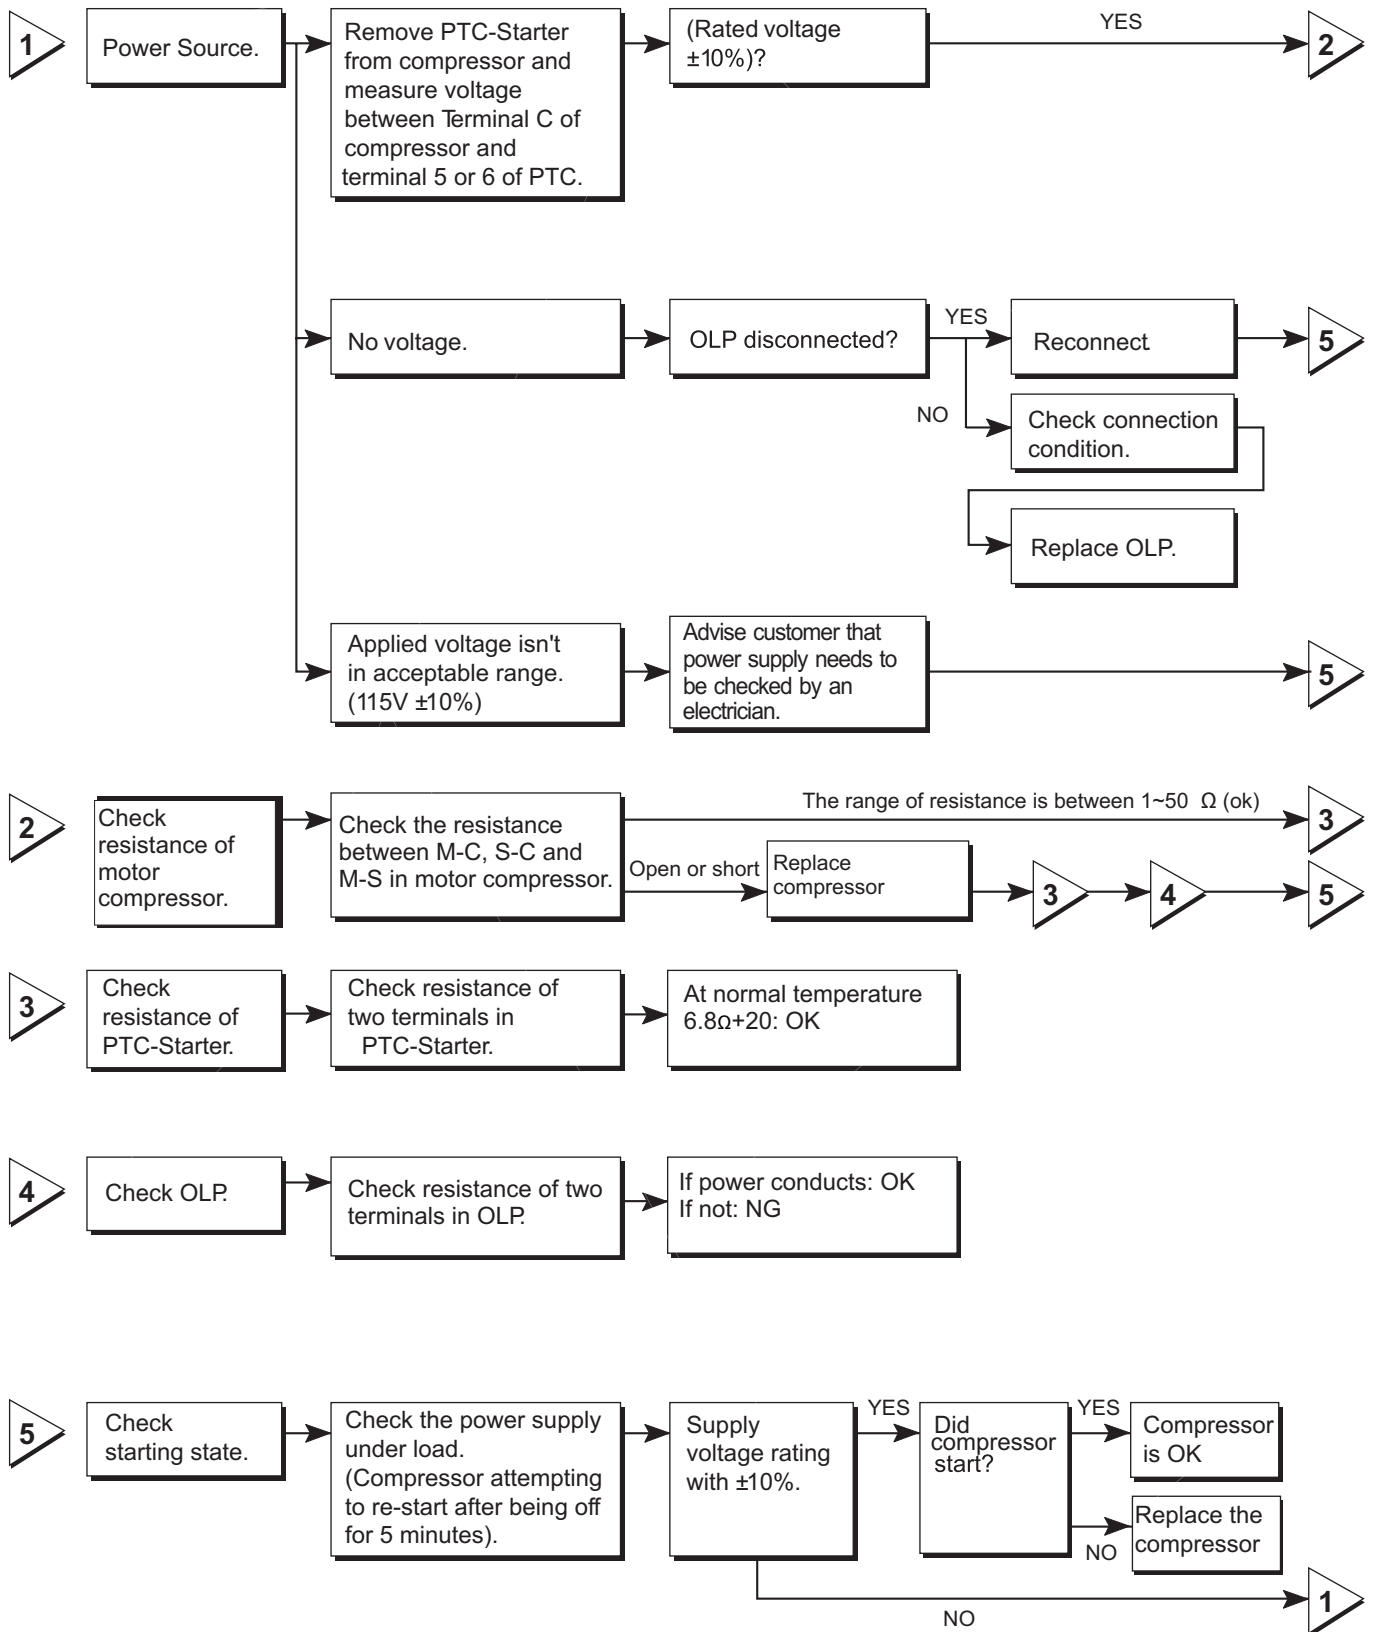 1
Power Source.
Remove PTC-Starter
from compressor and
measure voltage
between Terminal C of
compressor and
terminal 5 or 6 of PTC.
(Rated voltage
±10%)?
YES
2
No voltage.
OLP disconnected?
YES
Reconnect.
5
NO
Check connection
condition.
Replace OLP.
Applied voltage isn't
in acceptable range.
(115V ±10%)
Advise customer that
power supply needs to
be checked by an
electrician.
5
2
Check
resistance of
motor
compressor.
Check the resistance
between M-C, S-C and
M-S in motor compressor.
The range of resistance is between 1~50 Ω (ok)
3
Open or short
Replace
compressor
3
4
5
3
Check
resistance of
PTC-Starter.
Check resistance of
two terminals in
PTC-Starter.
At normal temperature
6.8Ω+20: OK
4
Check OLP.
Check resistance of two
terminals in OLP.
If power conducts: OK
If not: NG
5
Check
starting state.
Check the power supply
under load.
(Compressor attempting
to re-start after being off
for 5 minutes).
Supply
voltage rating
with ±10%.
YES
Did
compressor
start?
YES
Compressor
is OK
NO
Replace the
compressor
NO
1